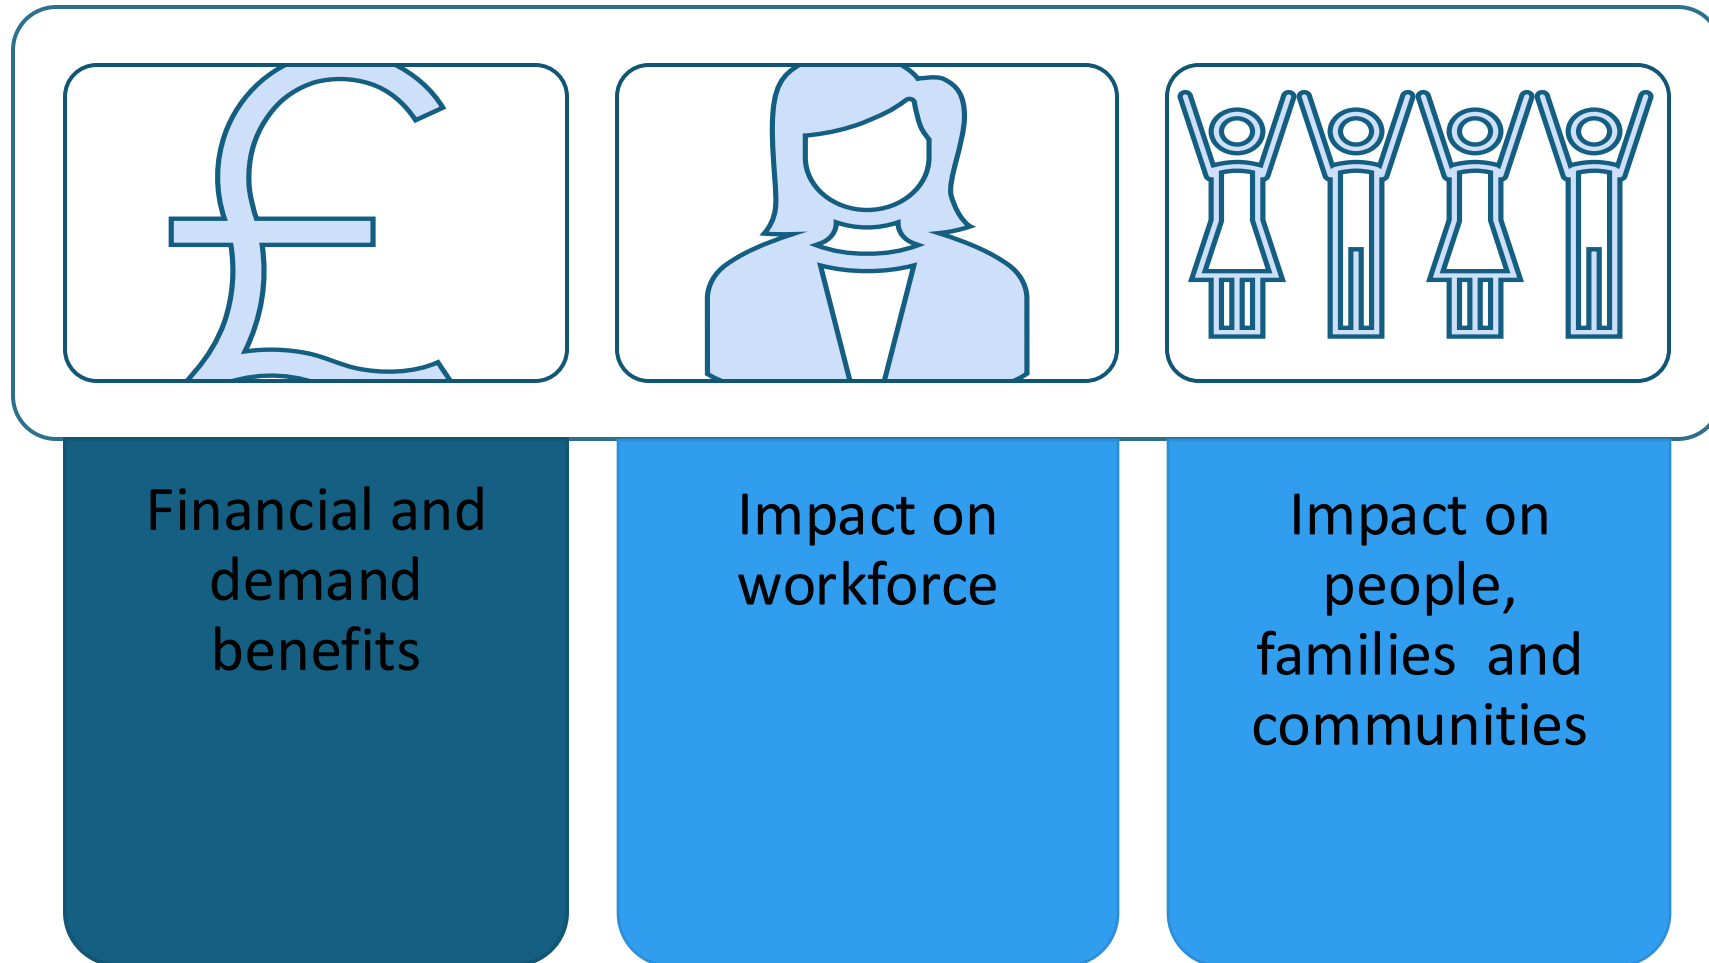 Financial and
demand
benefits
Impact on
workforce
Impact on
people,
families  and
communities